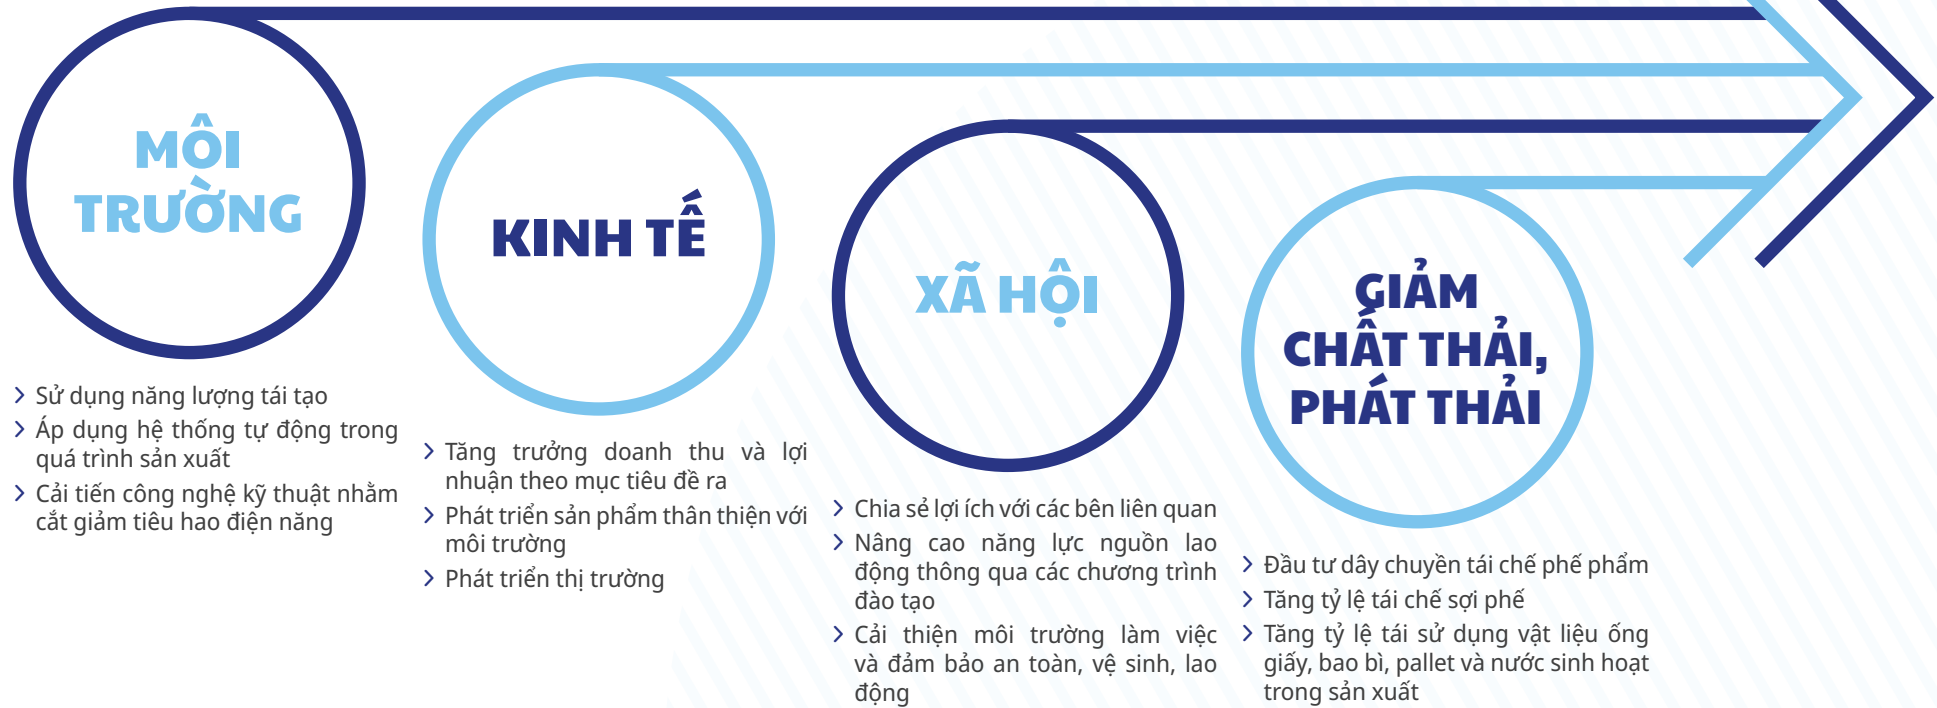 MÔI
TRƯỜNG
Sử dụng năng lượng tái tạo
Áp dụng hệ thống tự động trong
quá trình sản xuất
Cải tiến công nghệ kỹ thuật nhằm
cắt giảm tiêu hao điện năng
KINH TẾ
Tăng trưởng doanh thu và lợi
nhuận theo mục tiêu đề ra
Phát triển sản phẩm thân thiện với
môi trường
Phát triển thị trường
XÃ HỘI
Chia sẻ lợi ích với các bên liên quan
Nâng cao năng lực nguồn lao
động thông qua các chương trình
đào tạo
Cải thiện môi trường làm việc
và đảm bảo an toàn, vệ sinh, lao
động
GIẢM
CHẤT THẢI,
PHÁT THẢI
Đầu tư dây chuyền tái chế phế phẩm
Tăng tỷ lệ tái chế sợi phế
Tăng tỷ lệ tái sử dụng vật liệu ống
giấy, bao bì, pallet và nước sinh hoạt
trong sản xuất